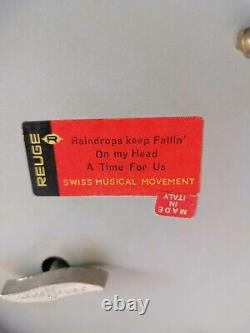 REUGE R
Raindrops keep Fallin'
On my Head
A Time For Us
SWISS MUSICAL MOVEMENT
MADE
IN
ITALY